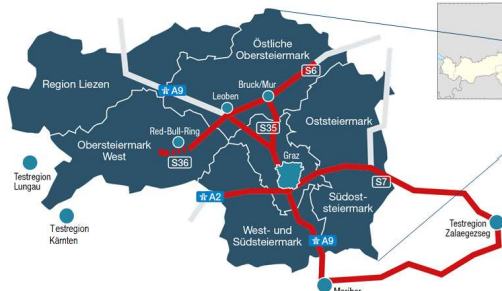 Östliche
Obersteiermark
Region Liezen
A9
S6
Bruck/Mur
Leoben
Red-Bull-Ring
S35
Oststeiermark
Obersteiermark
West
S36
Graz
Testregion
Lungau
S7
A2
Südost-
steiermark
Testregion
Kärnten
West- und
Südsteiermark
A9
Testregion
Zalaegezseg